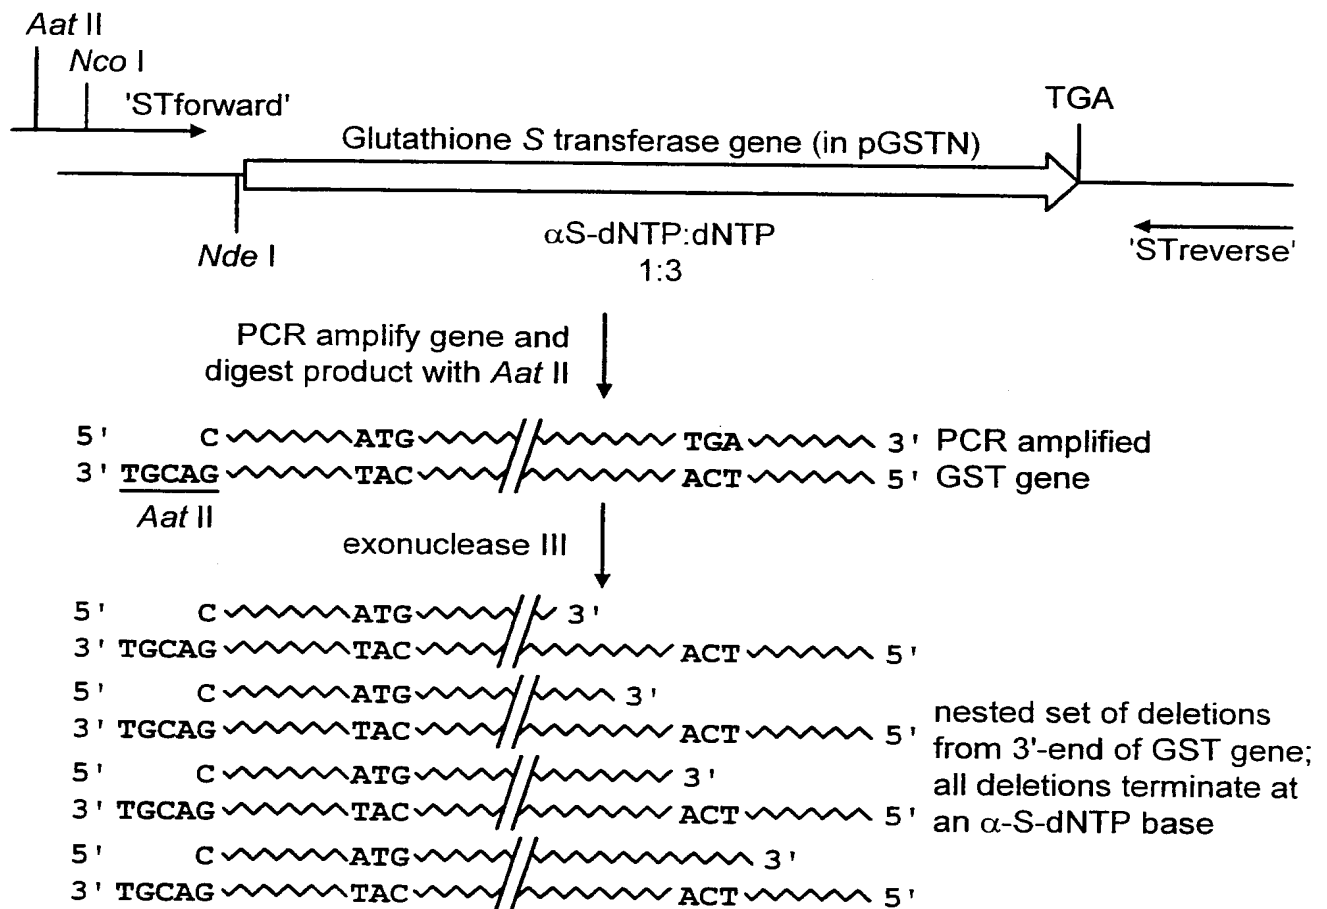 Aat II
Nco I
'STforward'
TGA
Glutathione S transferase gene (in pGSTN)
αS-dNTP:dNTP
1:3
Nde I
'STreverse'
PCR amplify gene and
digest product with Aat II
5' C ATG TGA 3' PCR amplified
3' TGCAG TAC ACT 5' GST gene
Aat II
exonuclease III
5' C ATG 3'
3' TGCAG TAC ACT 5'
5' C ATG 3'
3' TGCAG TAC ACT 5'
5' C ATG 3'
3' TGCAG TAC ACT 5'
5' C ATG 3'
3' TGCAG TAC ACT 5'
nested set of deletions
from 3'-end of GST gene;
all deletions terminate at
an α-S-dNTP base